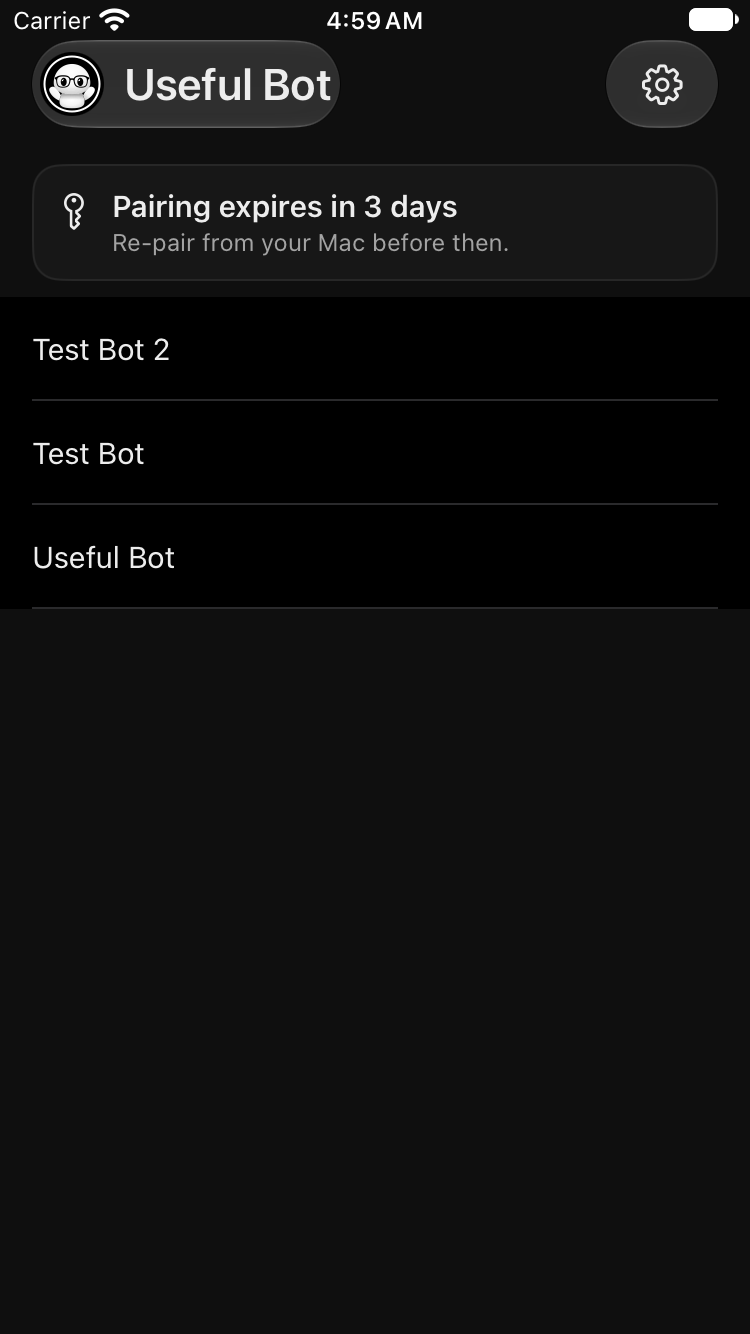 Carrier 4:59 AM
Useful Bot
Pairing expires in 3 days
Re-pair from your Mac before then.
Test Bot 2
Test Bot
Useful Bot